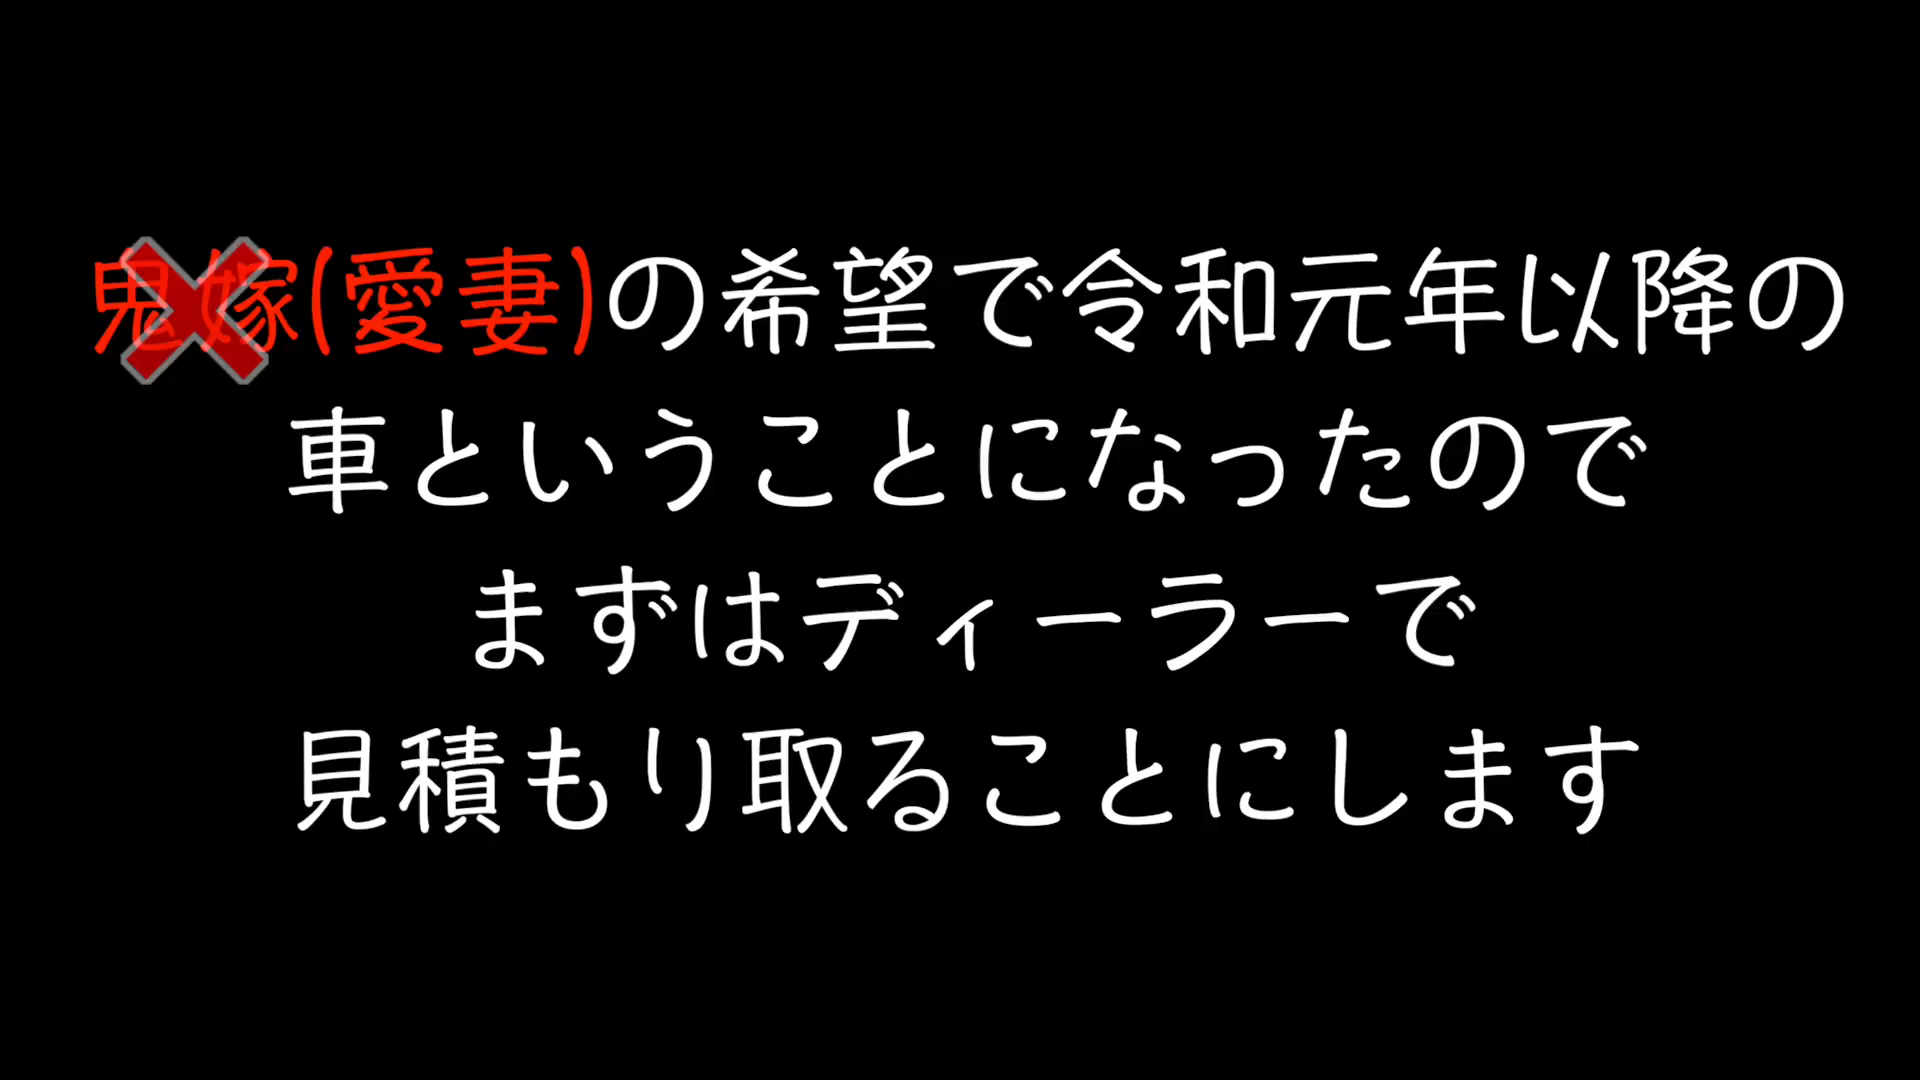 鬼嫁(愛妻)の希望で令和元年以降の
車ということになったので
まずはディーラーで
見積もり取ることにします